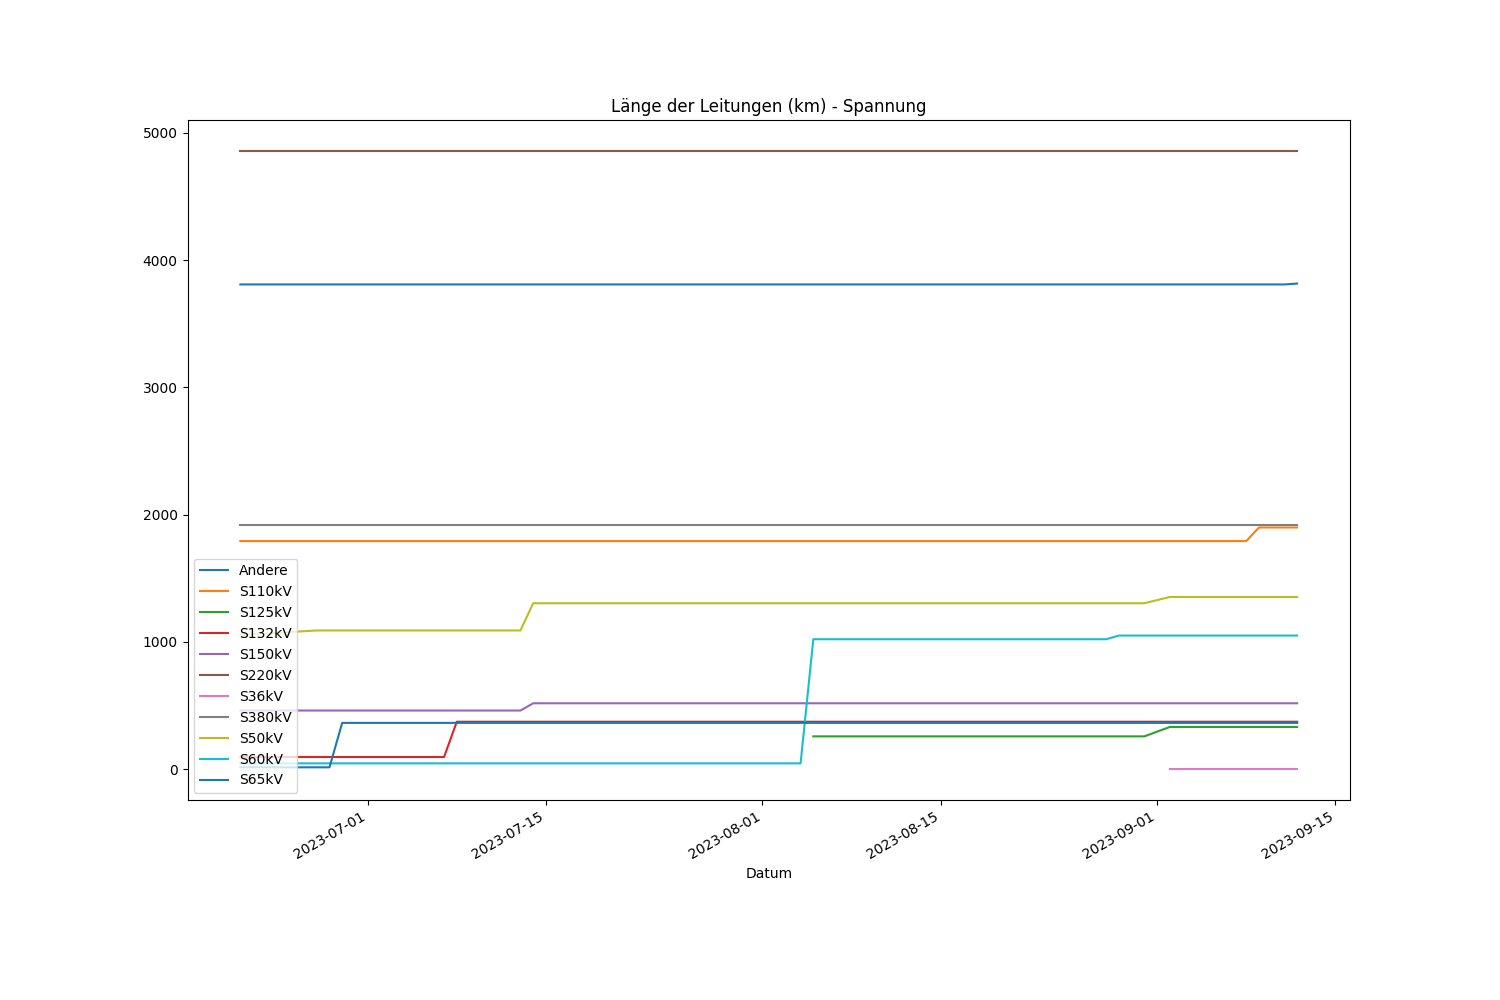 Länge der Leitungen (km) - Spannung
5000
4000
3000
2000
1000
0
Andere
S110kV
S125kV
S132kV
S150kV
S220kV
S36kV
S380kV
S50kV
S60kV
S65kV
2023-07-01
2023-07-15
2023-08-01
2023-08-15
2023-09-01
2023-09-15
Datum